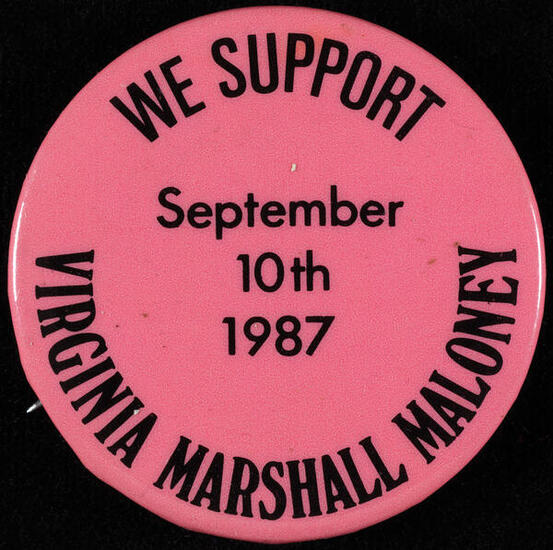 WE SUPPORT
September
10th
1987
VIRGINIA MARSHALL MALONEY